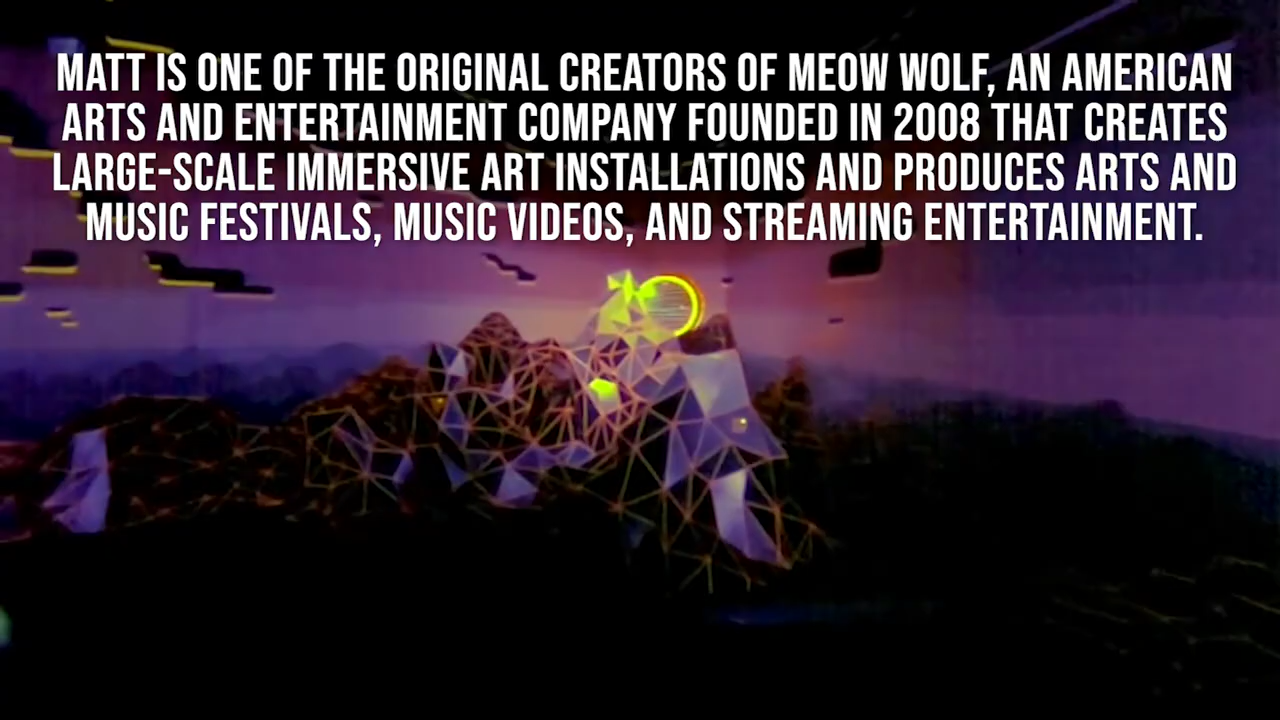 MATT IS ONE OF THE ORIGINAL CREATORS OF MEOW WOLF, AN AMERICAN
ARTS AND ENTERTAINMENT COMPANY FOUNDED IN 2008 THAT CREATES
LARGE-SCALE IMMERSIVE ART INSTALLATIONS AND PRODUCES ARTS AND
MUSIC FESTIVALS, MUSIC VIDEOS, AND STREAMING ENTERTAINMENT.